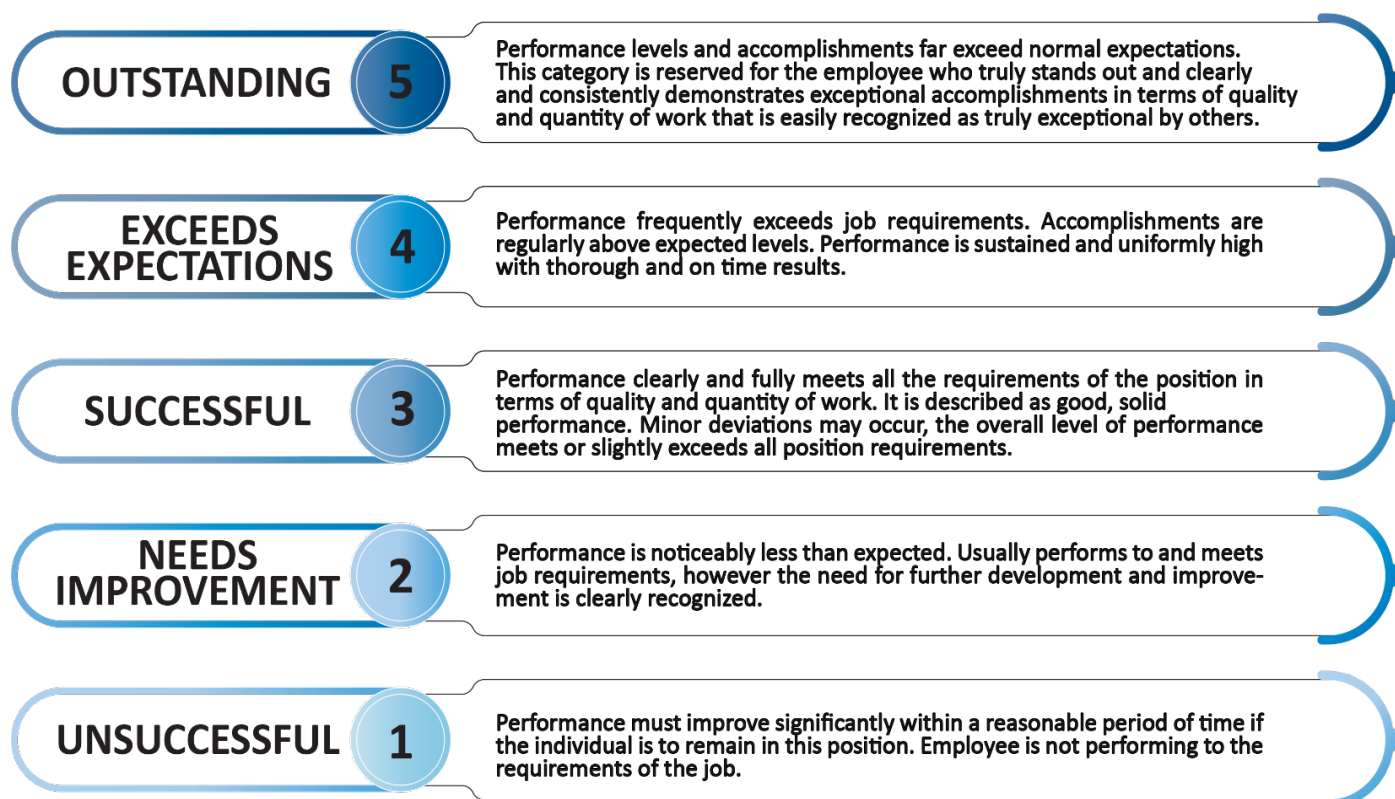 OUTSTANDING
5
Performance levels and accomplishments far exceed normal expectations.
This category is reserved for the employee who truly stands out and clearly
and consistently demonstrates exceptional accomplishments in terms of quality
and quantity of work that is easily recognized as truly exceptional by others.
EXCEEDS
EXPECTATIONS
4
Performance frequently exceeds job requirements. Accomplishments are
regularly above expected levels. Performance is sustained and uniformly high
with thorough and on time results.
SUCCESSFUL
3
Performance clearly and fully meets all the requirements of the position in
terms of quality and quantity of work. It is described as good, solid
performance. Minor deviations may occur, the overall level of performance
meets or slightly exceeds all position requirements.
NEEDS
IMPROVEMENT
2
Performance is noticeably less than expected. Usually performs to and meets
job requirements, however the need for further development and improve-
ment is clearly recognized.
UNSUCCESSFUL
1
Performance must improve significantly within a reasonable period of time if
the individual is to remain in this position. Employee is not performing to the
requirements of the job.